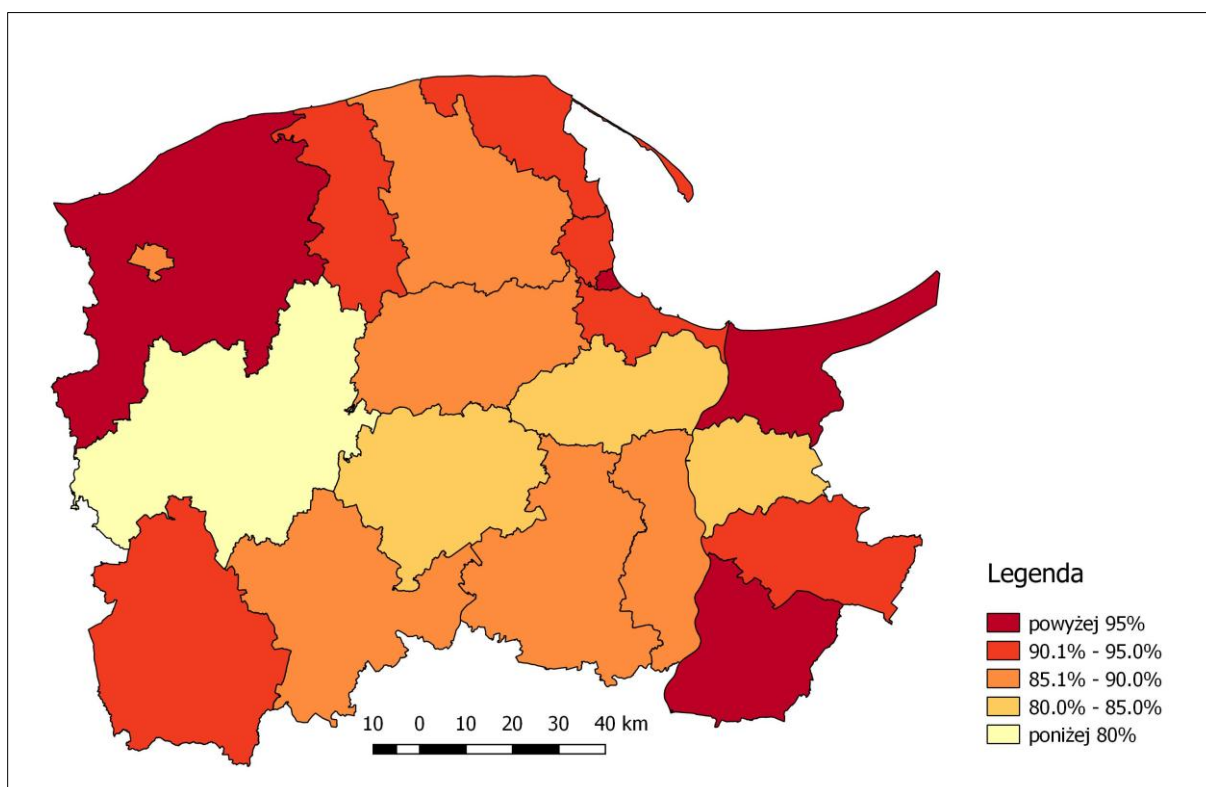 Legenda
powyżej 95%
90.1% - 95.0%
85.1% - 90.0%
80.0% - 85.0%
poniżej 80%
10 0 10 20 30 40 km